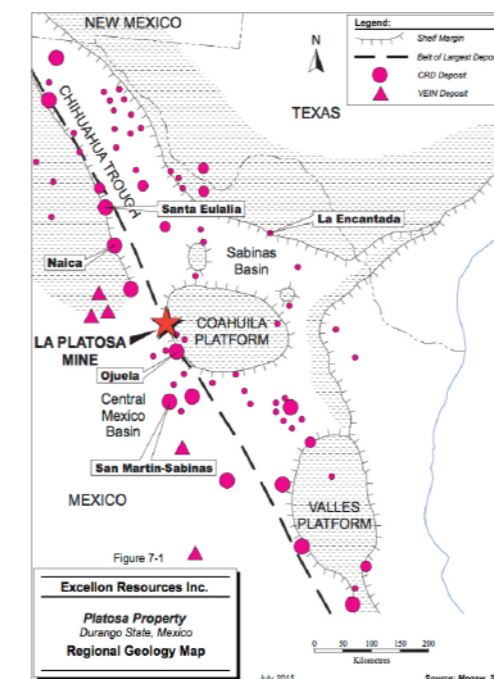 NEW MEXICO
Legend:
Shelf Margin
Belt of Largest Depo
CRD Deposit
VEIN Deposit
N
TEXAS
CHIHUAHUA TROUGH
Santa Eulalia
La Encantada
Sabinas
Basin
Naica
COAHUILA
PLATFORM
LA PLATOSA
MINE
Ojuela
Central
Mexico
Basin
San Martin-Sabinas
MEXICO
VALLES
PLATFORM
Figure 7-1
Excellon Resources Inc.
Platosa Property
Durango State, Mexico
Regional Geology Map
0 50 100 150 200
Kilometres
July 2015
Source: Megaw, 2